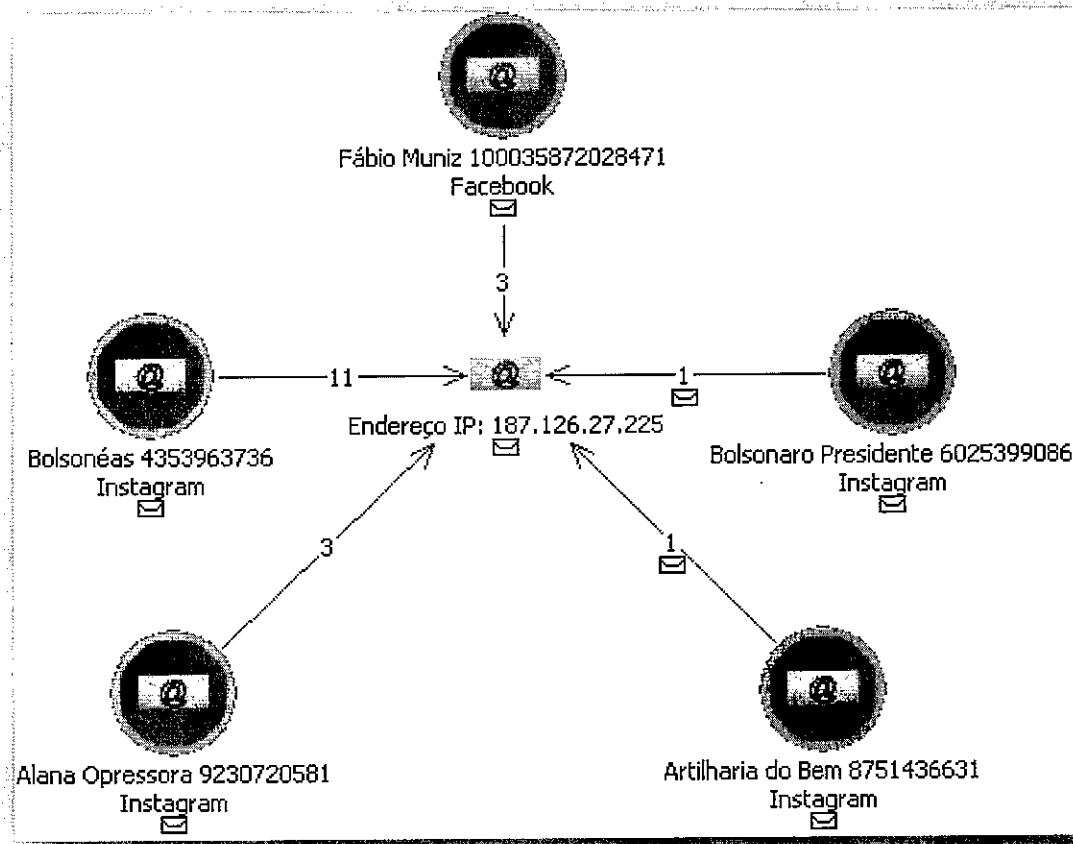 @
Fábio Muniz 100035872028471
Facebook
3
@
11
@
1
@
Bolsonéas 4353963736
Instagram
Endereço IP: 187.126.27.225
Bolsonaro Presidente 6025399086
Instagram
3
1
@
Alana Opressora 9230720581
Instagram
@
Artilharia do Bem 8751436631
Instagram